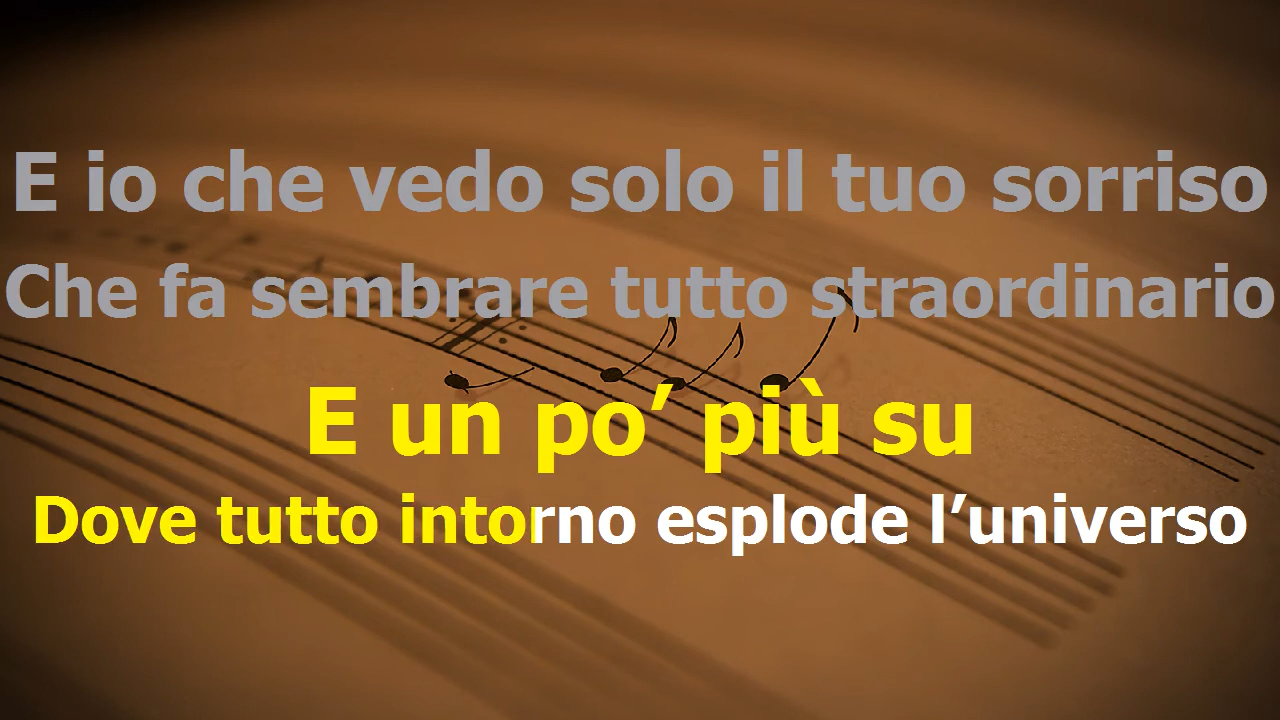 E io che vedo solo il tuo sorriso
Che fa sembrare tutto straordinario
E un po’ più su
Dove tutto intorno esplode l’universo